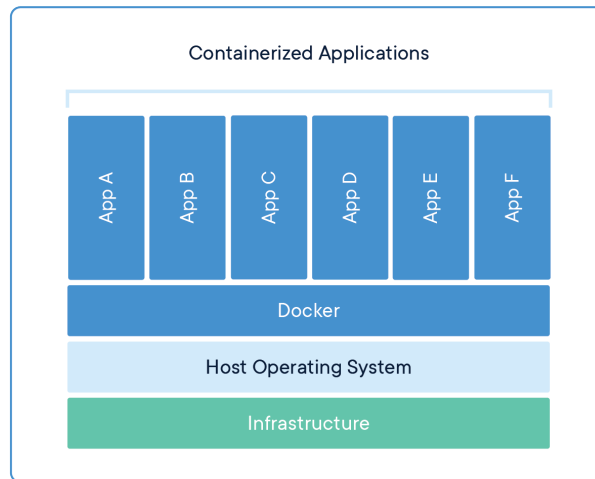 Containerized Applications
App A
App B
App C
App D
App E
App F
Docker
Host Operating System
Infrastructure